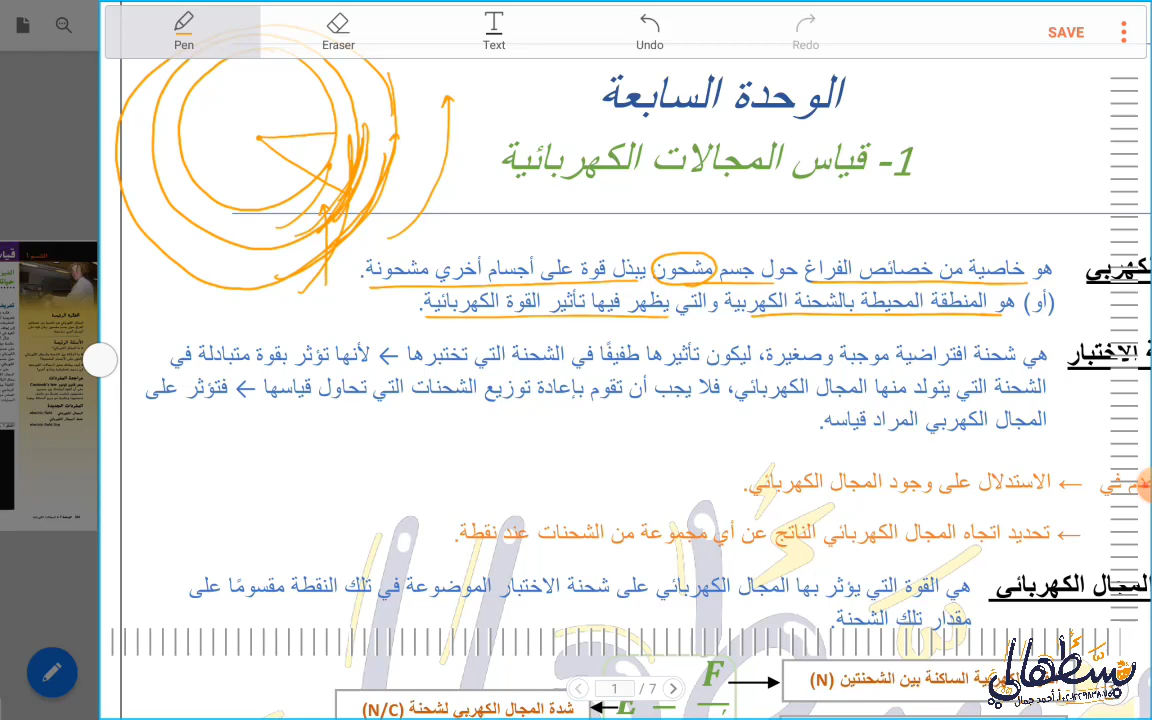 Pen
Eraser
Text
Undo
Redo
SAVE
الوحدة السابعة
1- قياس المجالات الكهربائية
هو خاصية من خصائص الفراغ حول جسم مشحون يبذل قوة على أجسام أخري مشحونة.
(أو) هو المنطقة المحيطة بالشحنة الكهربية والتي يظهر فيها تأثير القوة الكهربائية.
الاختبار هي شحنة افتراضية موجبة وصغيرة، ليكون تأثيرها طفيفًا في الشحنة التي تختبرها ← لأنها تؤثر بقوة متبادلة في
الشحنة التي يتولد منها المجال الكهربائي، فلا يجب أن تقوم بإعادة توزيع الشحنات التي تحاول قياسها ← فتؤثر على
المجال الكهربي المراد قياسه.
في ← الاستدلال على وجود المجال الكهربائي.
← تحديد اتجاه المجال الكهربائي الناتج عن أي مجموعة من الشحنات عند نقطة.
المجال الكهربائي هي القوة التي يؤثر بها المجال الكهربائي على شحنة الاختبار الموضوعة في تلك النقطة مقسومًا على
مقدار تلك الشحنة.
الساكنة بين الشحنتين (N)
F
1 / 7
شدة المجال الكهربي لشحنة (N/C)
E
بسطهالي
أ. أحمد جمال